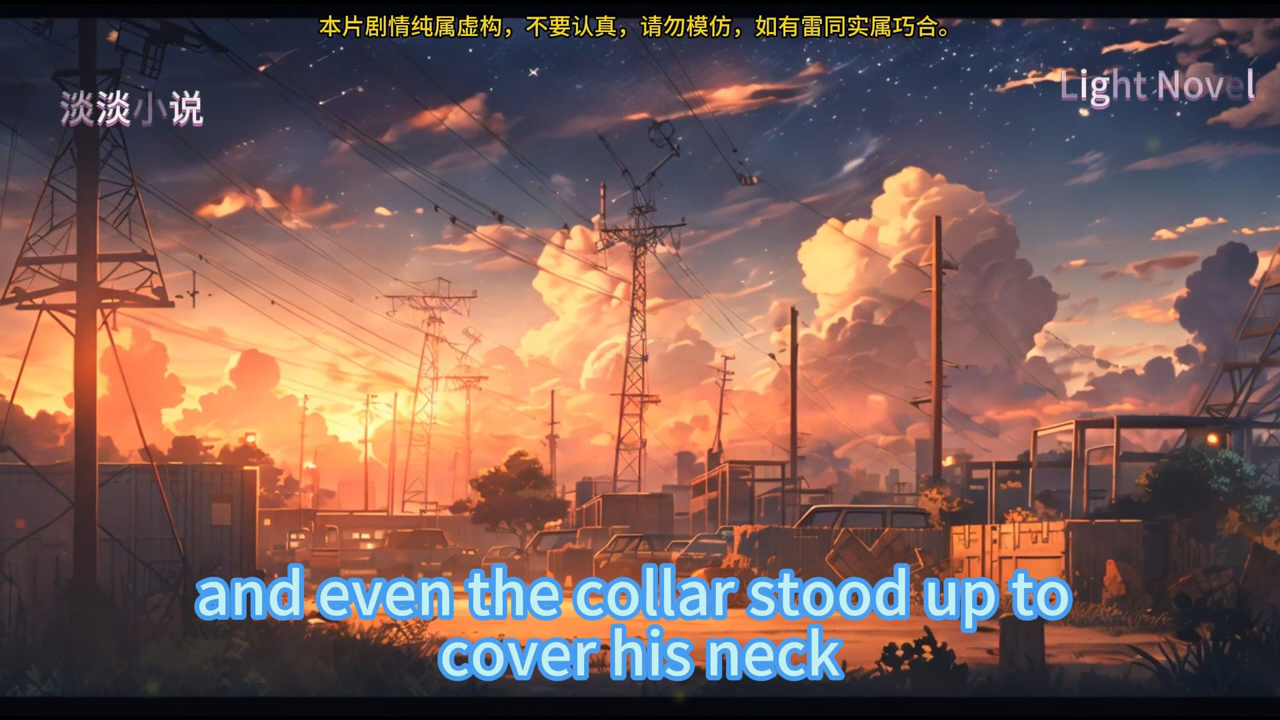 本片剧情纯属虚构，不要认真，请勿模仿，如有雷同实属巧合。
淡淡小说
Light Novel
and even the collar stood up to
cover his neck